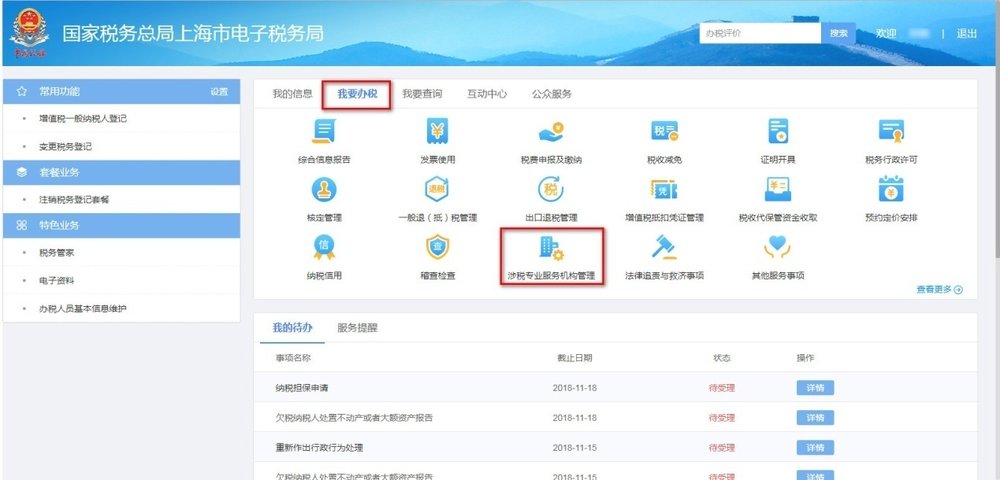 国家税务总局上海市电子税务局
办税评价 搜索 欢迎 | 退出
中国税务
常用功能 设置
增值税一般纳税人登记
变更税务登记
套餐业务
注销税务登记套餐
特色业务
税务管家
电子资料
办税人员基本信息维护
我的信息 我要办税 我要查询 互动中心 公众服务
税
综合信息报告 发票使用 税费申报及缴纳 税收减免 证明开具 税务行政许可
退税 税 凭
核定管理 一般退（抵）税管理 出口退税管理 增值税抵扣凭证管理 税收代保管资金收取 预约定价安排
信 查
纳税信用 稽查检查 涉税专业服务机构管理 法律追责与救济事项 其他服务事项
查看更多
我的待办 服务提醒
事项名称 截止日期 状态 操作
纳税担保申请 2018-11-18 待受理 详情
欠税纳税人处置不动产或者大额资产报告 2018-11-18 待受理 详情
重新作出行政行为处理 2018-11-15 待受理 详情
欠税纳税人处置不动产或者大额资产报告 2018-11-15 待受理 详情